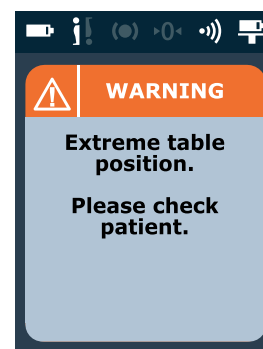 WARNING
Extreme table
position.
Please check
patient.